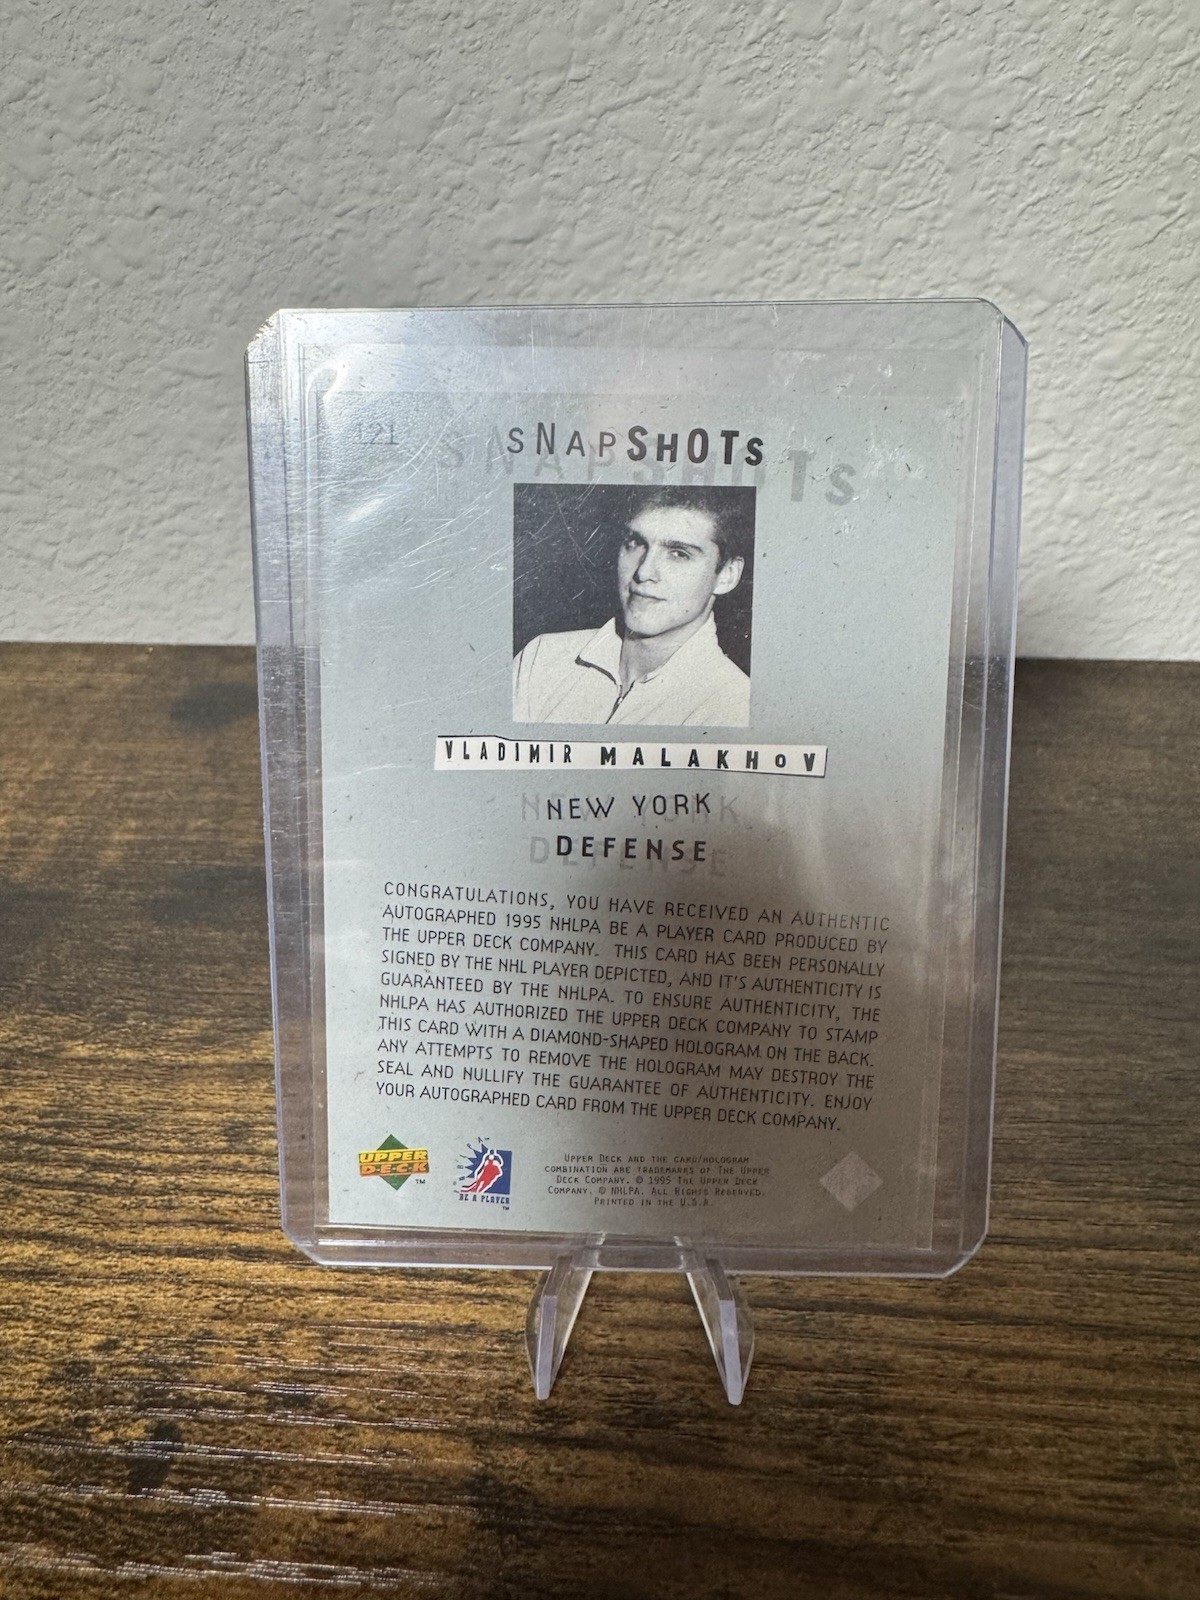 121
SNAPSHOTS
VLADIMIR MALAKHOV
NEW YORK
DEFENSE
CONGRATULATIONS, YOU HAVE RECEIVED AN AUTHENTIC
AUTOGRAPHED 1995 NHLPA BE A PLAYER CARD PRODUCED BY
THE UPPER DECK COMPANY. THIS CARD HAS BEEN PERSONALLY
SIGNED BY THE NHL PLAYER DEPICTED, AND IT'S AUTHENTICITY IS
GUARANTEED BY THE NHLPA. TO ENSURE AUTHENTICITY, THE
NHLPA HAS AUTHORIZED THE UPPER DECK COMPANY TO STAMP
THIS CARD WITH A DIAMOND-SHAPED HOLOGRAM ON THE BACK.
ANY ATTEMPTS TO REMOVE THE HOLOGRAM MAY DESTROY THE
SEAL AND NULLIFY THE GUARANTEE OF AUTHENTICITY. ENJOY
YOUR AUTOGRAPHED CARD FROM THE UPPER DECK COMPANY.
UPPER
DECK
TM
BE A PLAYER
TM
UPPER DECK AND THE CARD/HOLOGRAM
COMBINATION ARE TRADEMARKS OF THE UPPER
DECK COMPANY. © 1995 THE UPPER DECK
COMPANY. © NHLPA. ALL RIGHTS RESERVED.
PRINTED IN THE U.S.A.